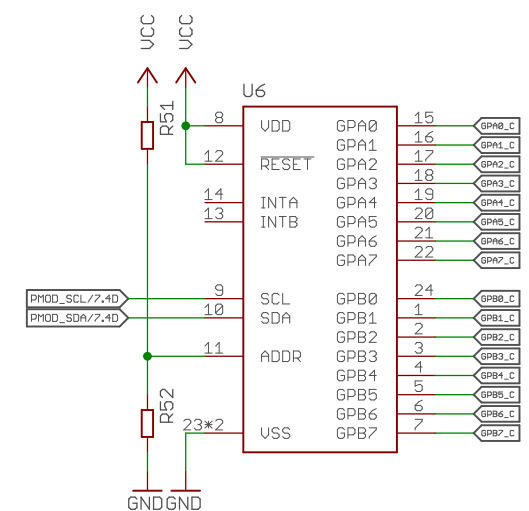 VCC VCC
R51
U6
8 VDD GPA0 15 GPA0_C
GPA1 16 GPA1_C
12 RESET GPA2 17 GPA2_C
GPA3 18 GPA3_C
14 INTA GPA4 19 GPA4_C
13 INTB GPA5 20 GPA5_C
GPA6 21 GPA6_C
GPA7 22 GPA7_C
PMOD_SCL/7.4D 9 SCL GPB0 24 GPB0_C
PMOD_SDA/7.4D 10 SDA GPB1 1 GPB1_C
GPB2 2 GPB2_C
11 ADDR GPB3 3 GPB3_C
GPB4 4 GPB4_C
GPB5 5 GPB5_C
R52
GPB6 6 GPB6_C
23*2 VSS GPB7 7 GPB7_C
GND GND